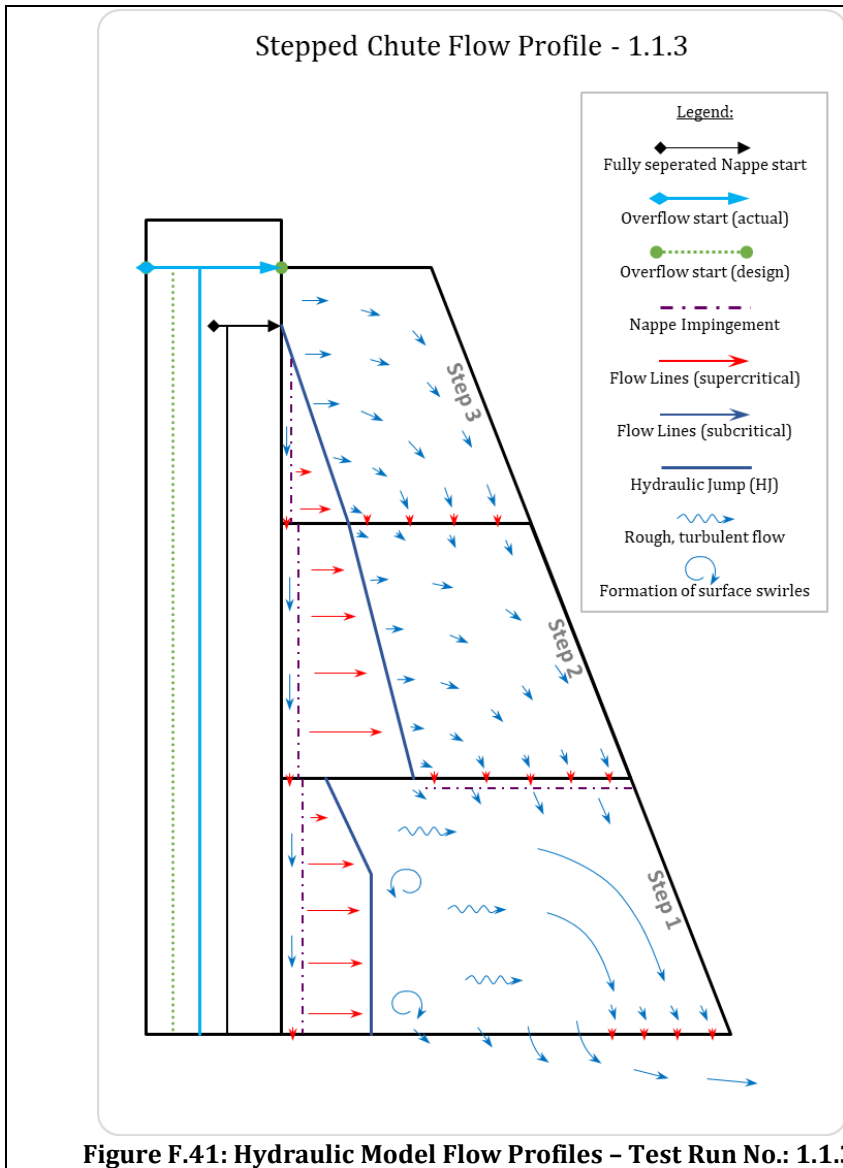 Stepped Chute Flow Profile - 1.1.3
Legend:
Fully seperated Nappe start
Overflow start (actual)
Overflow start (design)
Nappe Impingement
Flow Lines (supercritical)
Flow Lines (subcritical)
Hydraulic Jump (HJ)
Rough, turbulent flow
Formation of surface swirles
Step 3
Step 2
Step 1
Figure F.41: Hydraulic Model Flow Profiles – Test Run No.: 1.1.3